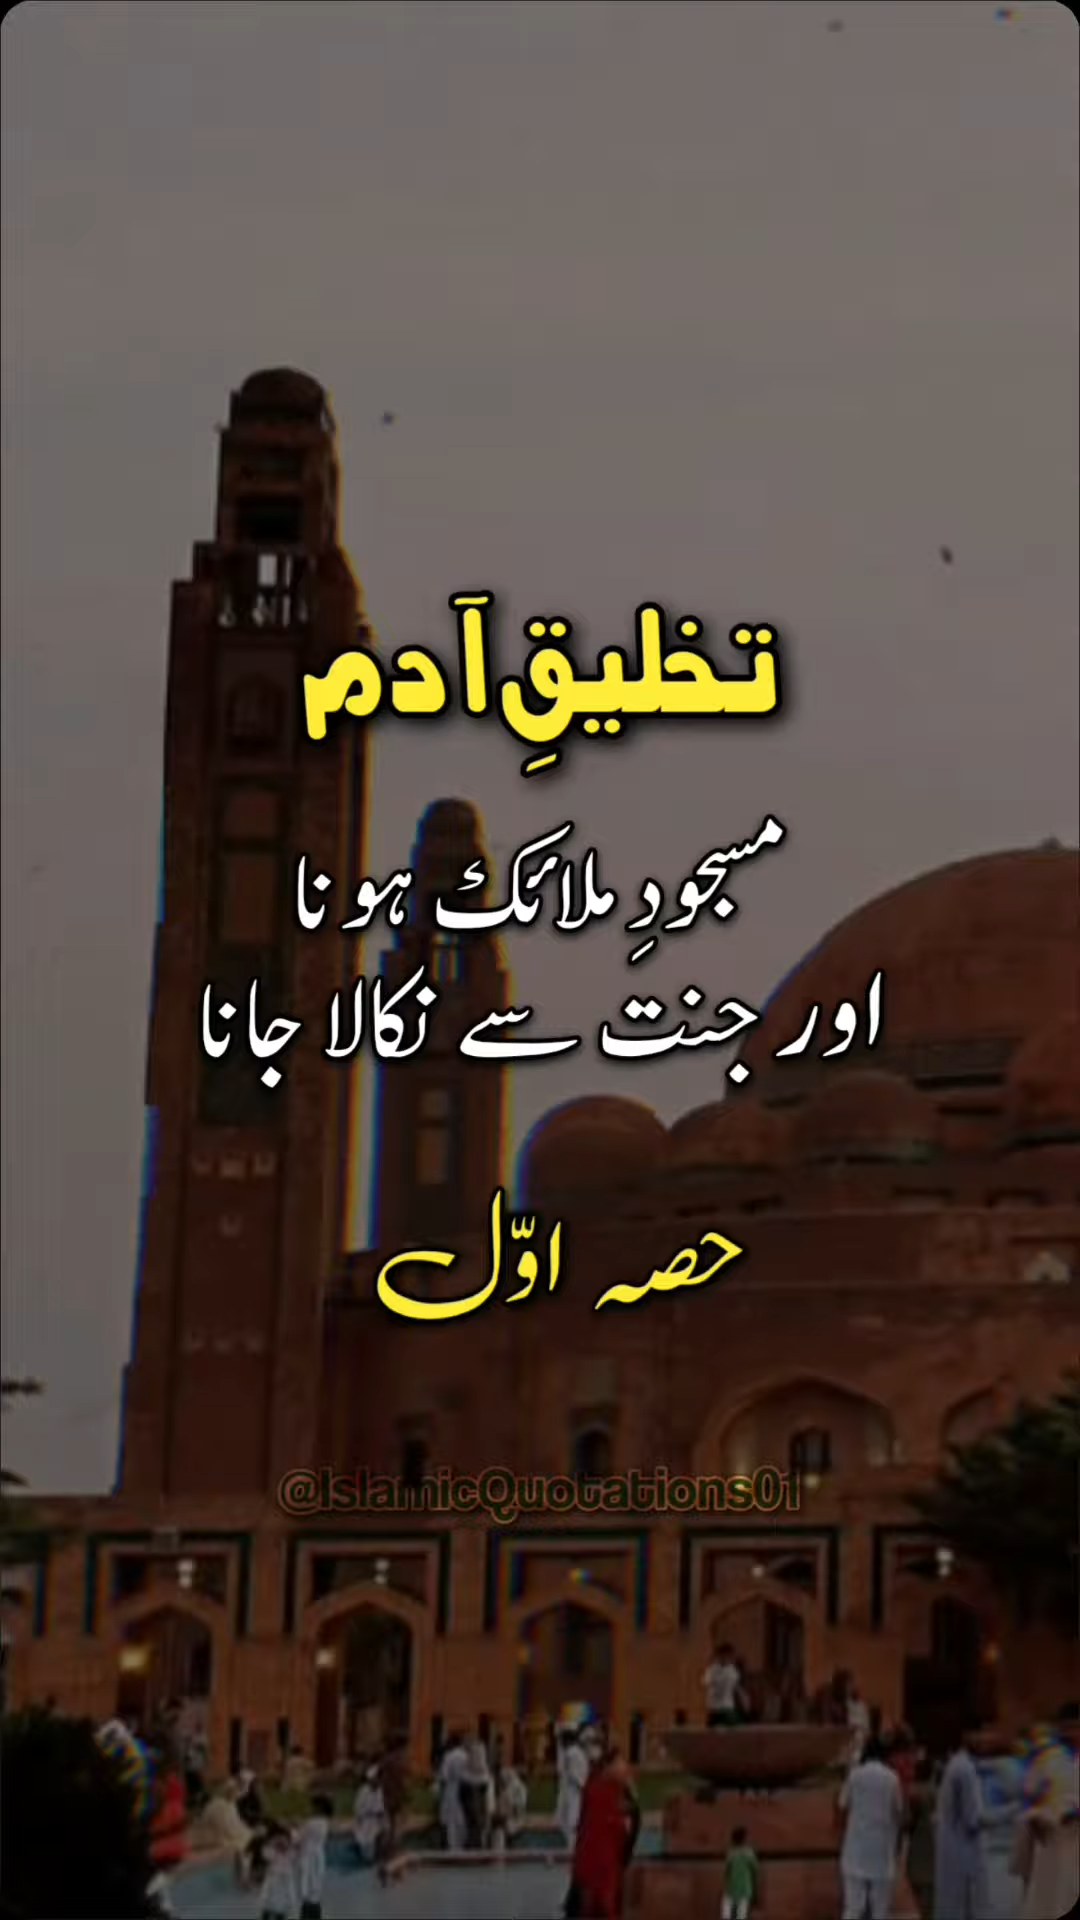 تخلیقِ آدم
مسجودِ ملائک ہونا
اور جنت سے نکالا جانا
حصہ اوّل
@IslamicQuotations01